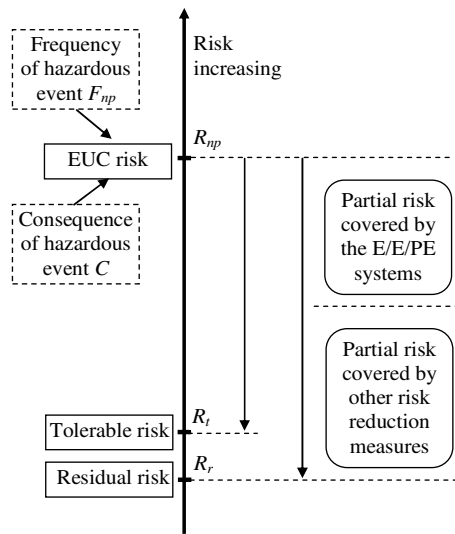 Frequency
of hazardous
event F_np
Risk
increasing
R_np
EUC risk
Consequence
of hazardous
event C
Partial risk
covered by
the E/E/PE
systems
Partial risk
covered by
other risk
reduction
measures
R_t
Tolerable risk
R_r
Residual risk